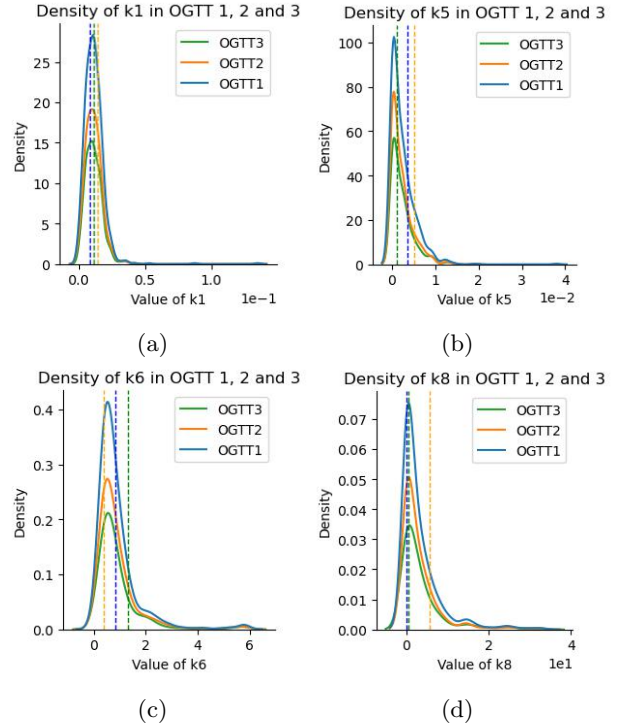 Density of k1 in OGTT 1, 2 and 3
Density
25
20
15
10
5
0
OGTT3
OGTT2
OGTT1
0.0
0.5
1.0
1e−1
Value of k1
(a)
Density of k5 in OGTT 1, 2 and 3
Density
100
80
60
40
20
0
OGTT3
OGTT2
OGTT1
0
1
2
3
4
1e−2
Value of k5
(b)
Density of k6 in OGTT 1, 2 and 3
Density
0.4
0.3
0.2
0.1
0.0
OGTT3
OGTT2
OGTT1
0
2
4
6
Value of k6
(c)
Density of k8 in OGTT 1, 2 and 3
Density
0.07
0.06
0.05
0.04
0.03
0.02
0.01
0.00
OGTT3
OGTT2
OGTT1
0
2
4
1e1
Value of k8
(d)